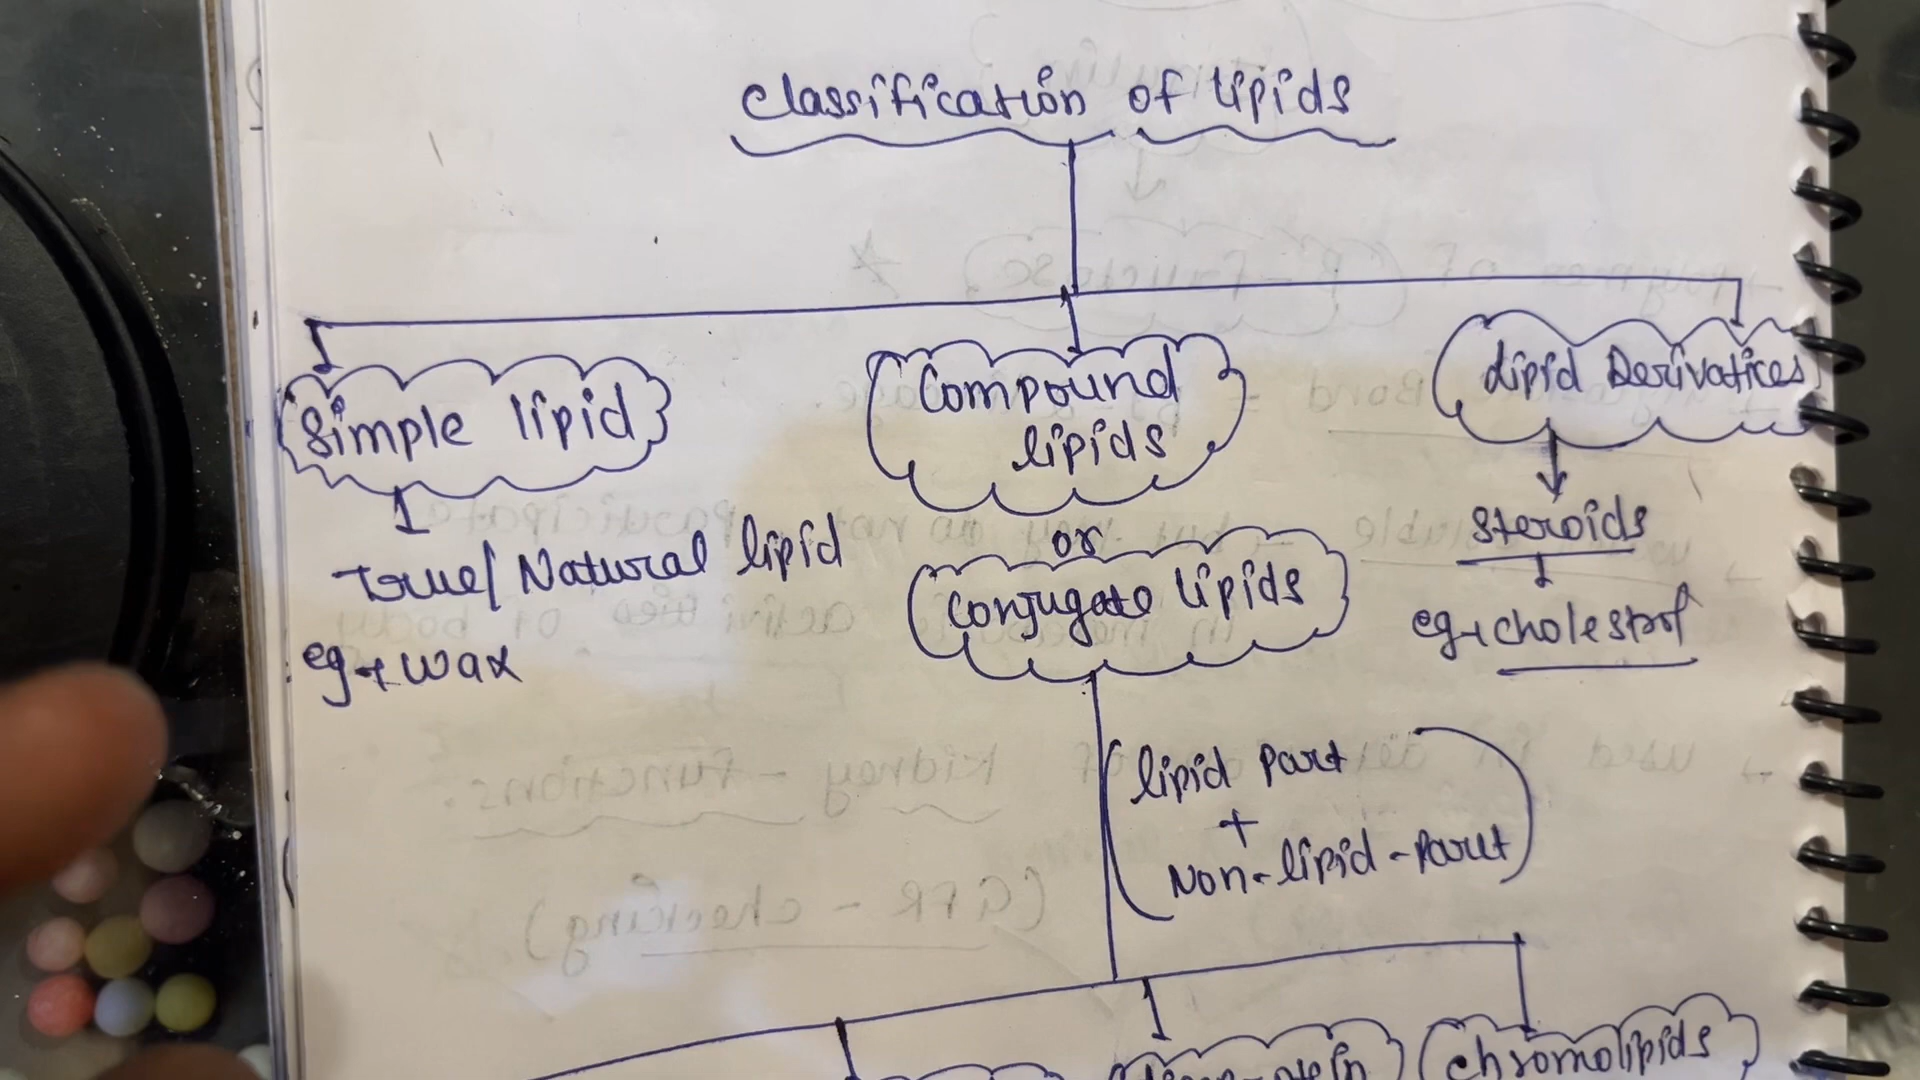 Classification of lipids
Simple lipid
True/Natural lipid
eg → wax
Compound
lipids
or
Conjugate lipids
lipid part
+
Non-lipid-part
Lipid Derivatices
Steroids
eg → cholestrol
chromolipids